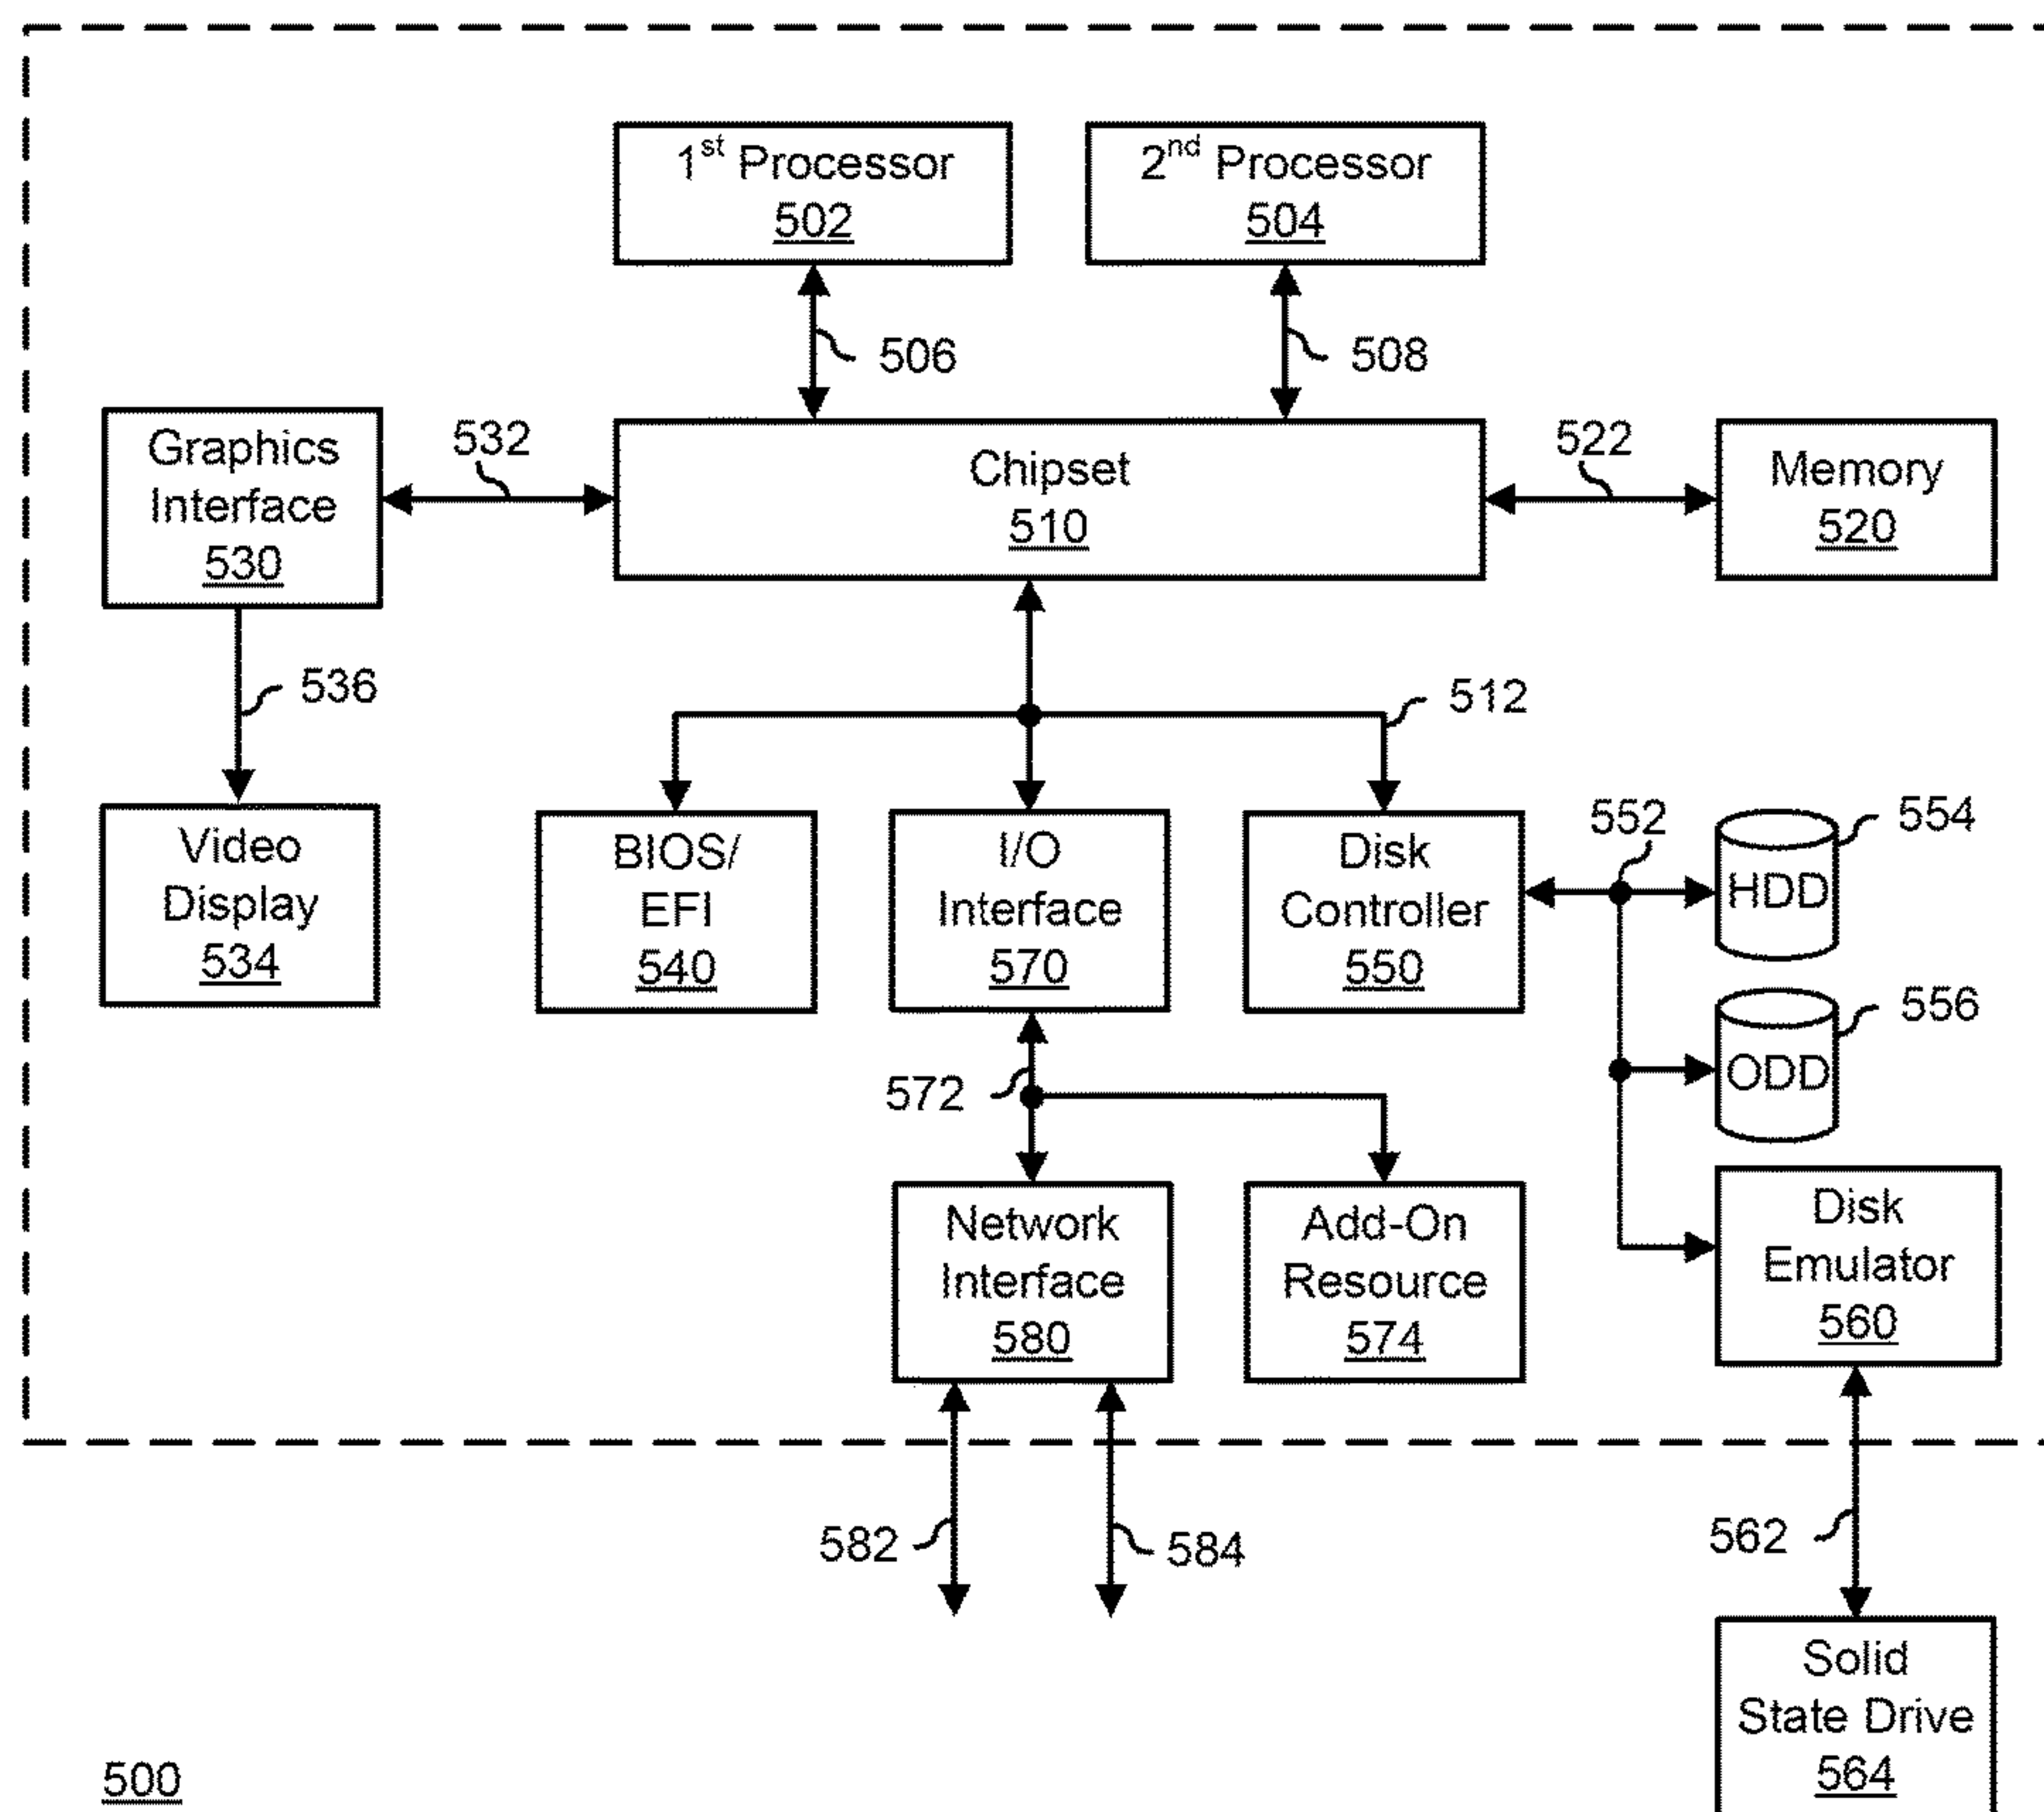 1st Processor
502
2nd Processor
504
506
508
Graphics
Interface
530
532
Chipset
510
522
Memory
520
536
512
Video
Display
534
BIOS/
EFI
540
I/O
Interface
570
Disk
Controller
550
552
554
HDD
556
ODD
572
Network
Interface
580
Add-On
Resource
574
Disk
Emulator
560
582
584
562
Solid
State Drive
564
500